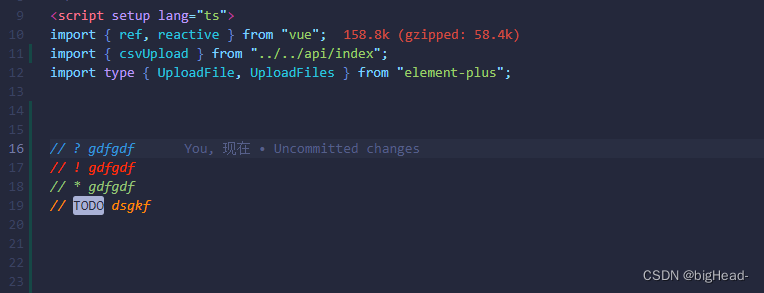 9 <script setup lang="ts">
10 import { ref, reactive } from "vue"; 158.8k (gzipped: 58.4k)
11 import { csvUpload } from "../../api/index";
12 import type { UploadFile, UploadFiles } from "element-plus";
13
14
15
16 // ? gdfgdf You, 现在 • Uncommitted changes
17 // ! gdfgdf
18 // * gdfgdf
19 // TODO dsgkf
20
21
22
23
CSDN @bigHead-